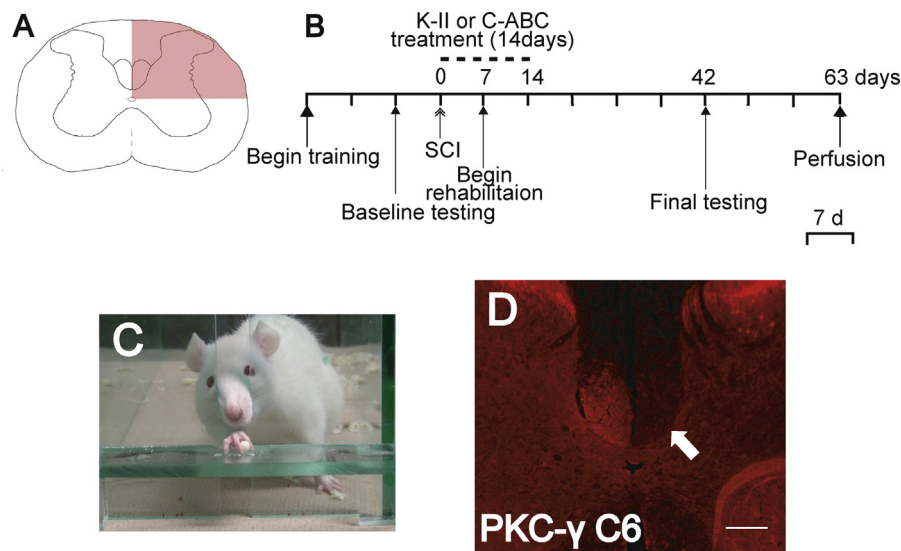 A
B
K-II or C-ABC
treatment (14days)
0 7 14 42 63 days
Begin training
SCI
Begin
rehabilitaion
Baseline testing
Final testing
Perfusion
7 d
C
D
PKC-γ C6